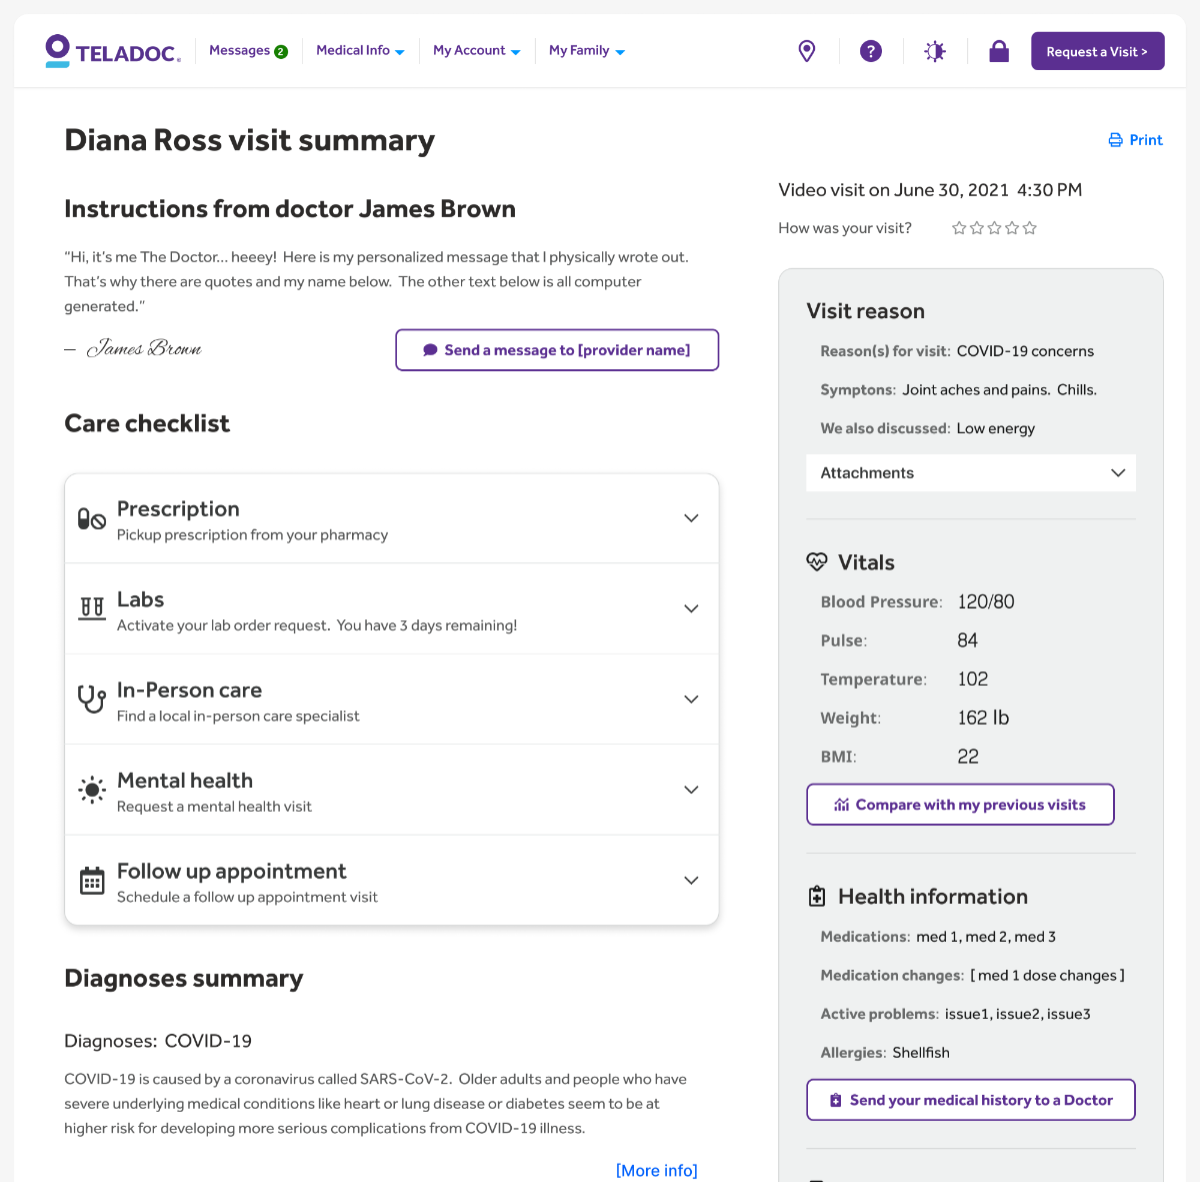 TELADOC
Messages 2
Medical Info
My Account
My Family
?
Request a Visit >
Diana Ross visit summary
Print
Instructions from doctor James Brown
“Hi, it’s me The Doctor... heeey!  Here is my personalized message that I physically wrote out.
That’s why there are quotes and my name below.  The other text below is all computer
generated.”
— James Brown
Send a message to [provider name]
Care checklist
Prescription
Pickup prescription from your pharmacy
Labs
Activate your lab order request.  You have 3 days remaining!
In-Person care
Find a local in-person care specialist
Mental health
Request a mental health visit
Follow up appointment
Schedule a follow up appointment visit
Diagnoses summary
Diagnoses: COVID-19
COVID-19 is caused by a coronavirus called SARS-CoV-2.  Older adults and people who have
severe underlying medical conditions like heart or lung disease or diabetes seem to be at
higher risk for developing more serious complications from COVID-19 illness.
[More info]
Video visit on June 30, 2021  4:30 PM
How was your visit?
Visit reason
Reason(s) for visit: COVID-19 concerns
Symptons: Joint aches and pains.  Chills.
We also discussed: Low energy
Attachments
Vitals
Blood Pressure: 120/80
Pulse: 84
Temperature: 102
Weight: 162 lb
BMI: 22
Compare with my previous visits
Health information
Medications: med 1, med 2, med 3
Medication changes: [ med 1 dose changes ]
Active problems: issue1, issue2, issue3
Allergies: Shellfish
Send your medical history to a Doctor